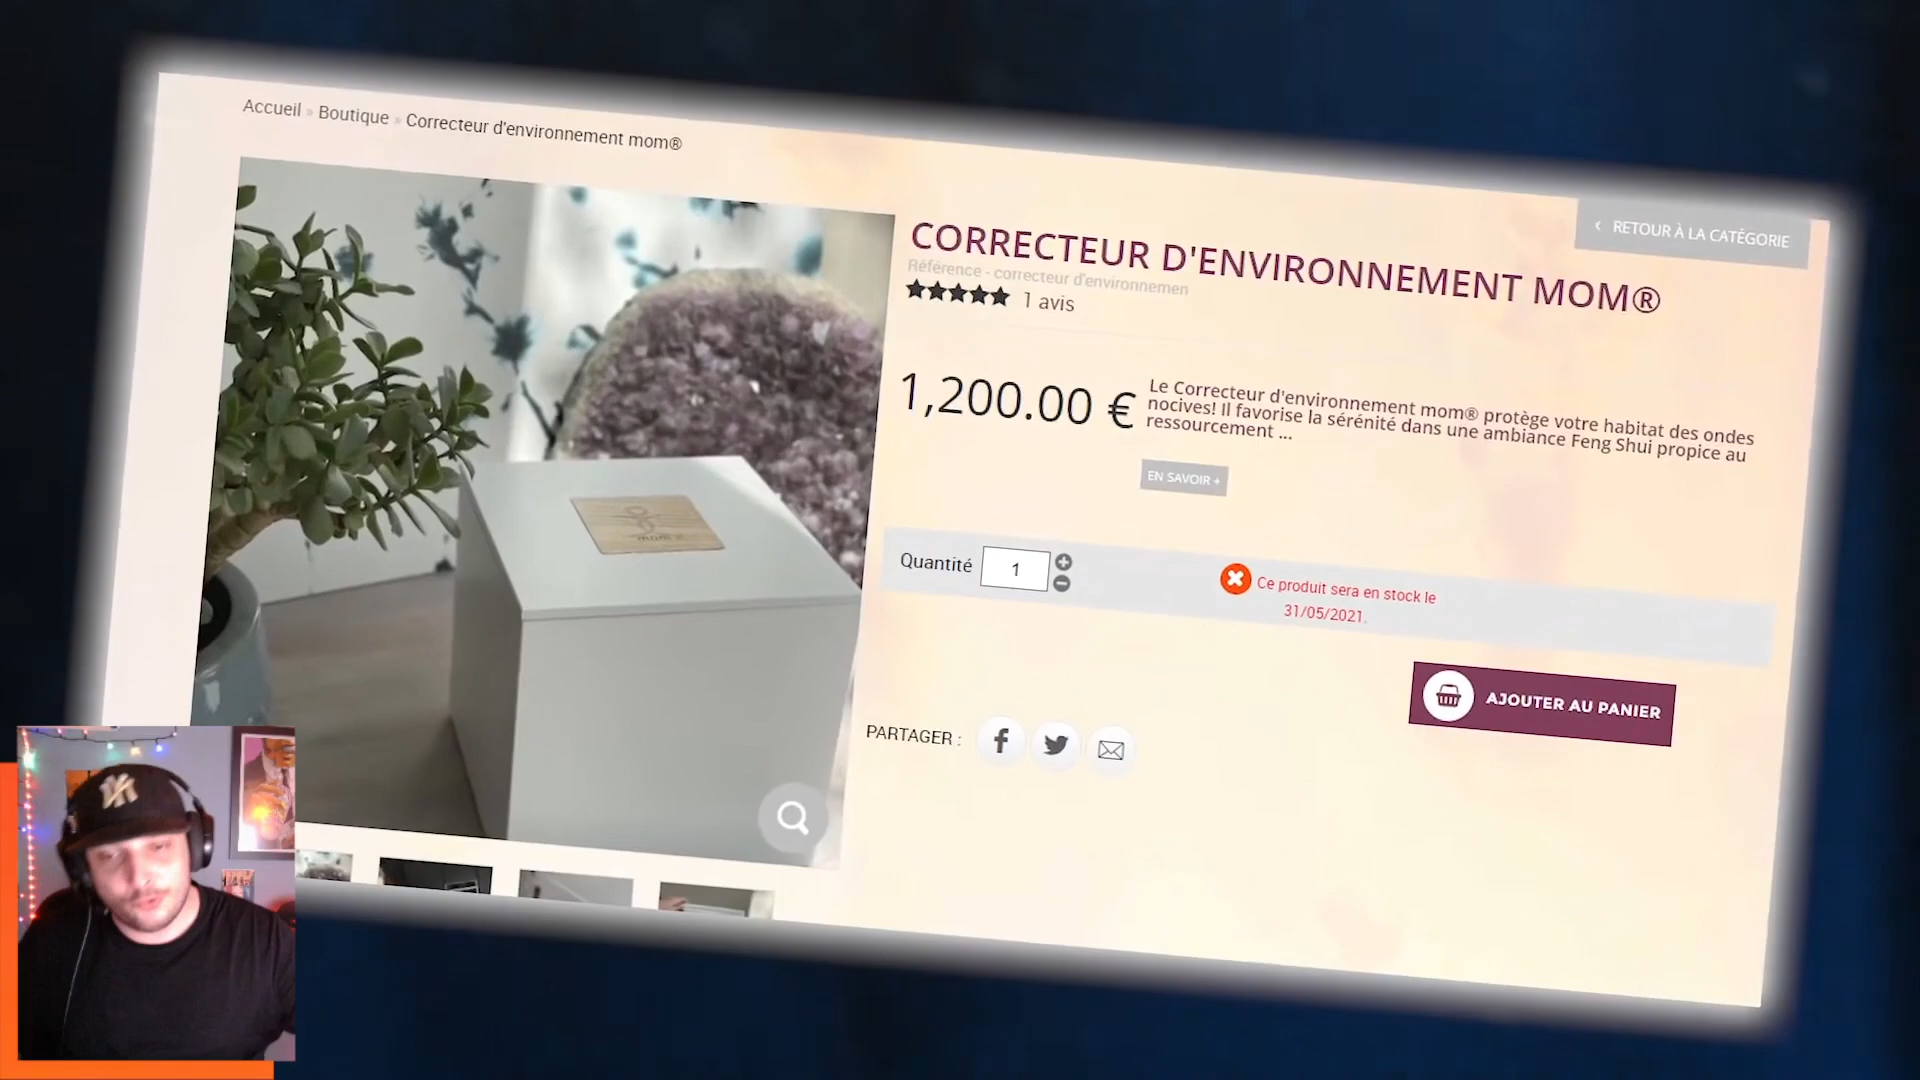 Accueil » Boutique » Correcteur d'environnement mom®
‹ RETOUR À LA CATÉGORIE
CORRECTEUR D'ENVIRONNEMENT MOM®
Référence - correcteur d'environnemen
1 avis
1,200.00 €
Le Correcteur d'environnement mom® protège votre habitat des ondes
nocives! Il favorise la sérénité dans une ambiance Feng Shui propice au
ressourcement ...
EN SAVOIR +
mom
Quantité 1
Ce produit sera en stock le
31/05/2021.
AJOUTER AU PANIER
PARTAGER :